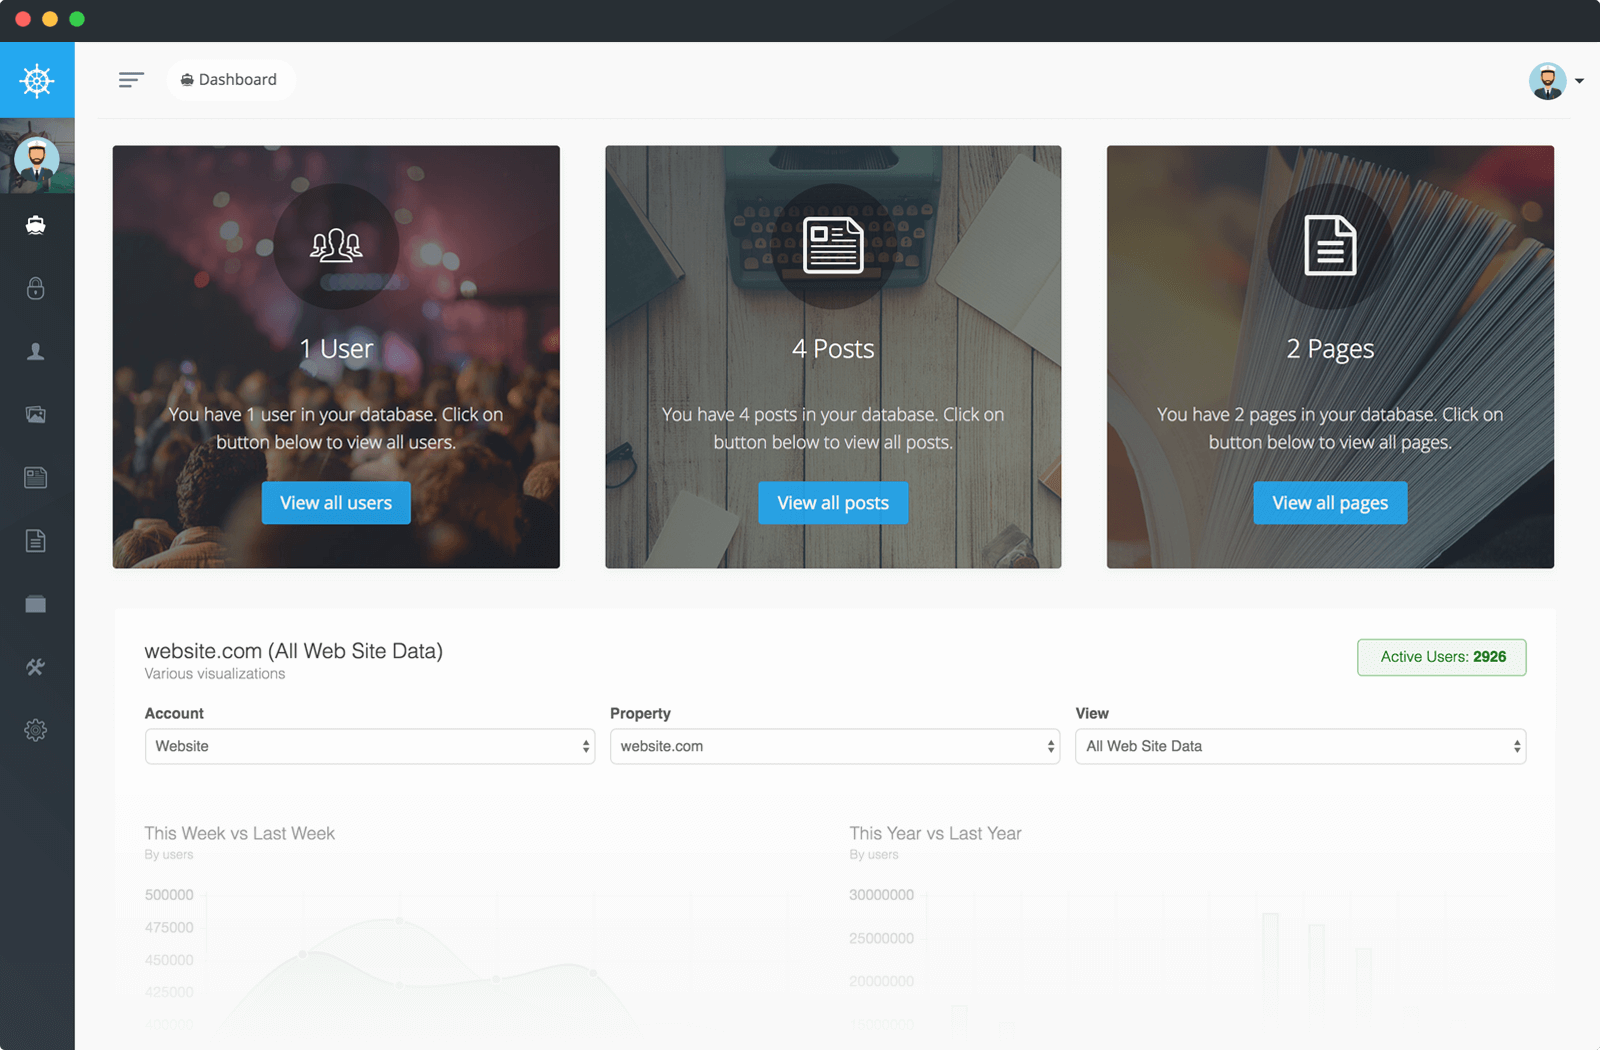 Dashboard
1 User
You have 1 user in your database. Click on
button below to view all users.
View all users
4 Posts
You have 4 posts in your database. Click on
button below to view all posts.
View all posts
2 Pages
You have 2 pages in your database. Click on
button below to view all pages.
View all pages
website.com (All Web Site Data)
Various visualizations
Active Users: 2926
Account
Website
Property
website.com
View
All Web Site Data
This Week vs Last Week
By users
500000
475000
450000
425000
400000
This Year vs Last Year
By users
30000000
25000000
20000000
15000000